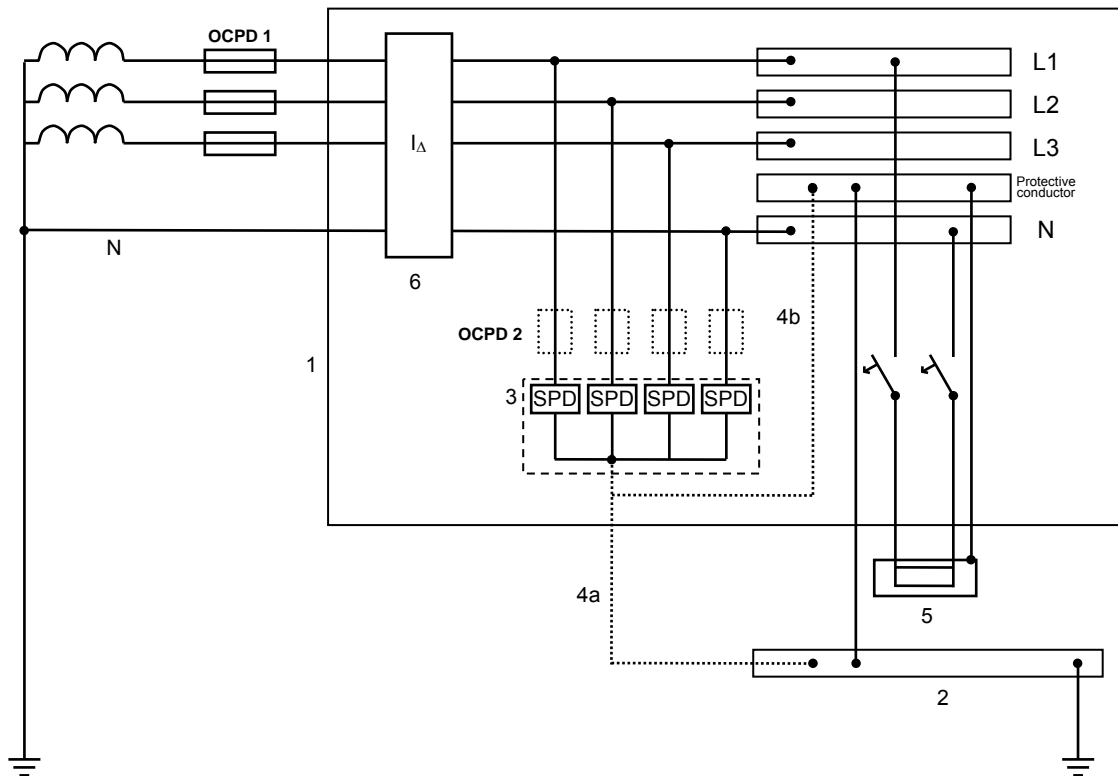 OCPD 1
L1
L2
I∆
L3
Protective
conductor
N
N
6
OCPD 2
4b
1
3
SPD SPD SPD SPD
4a
5
2